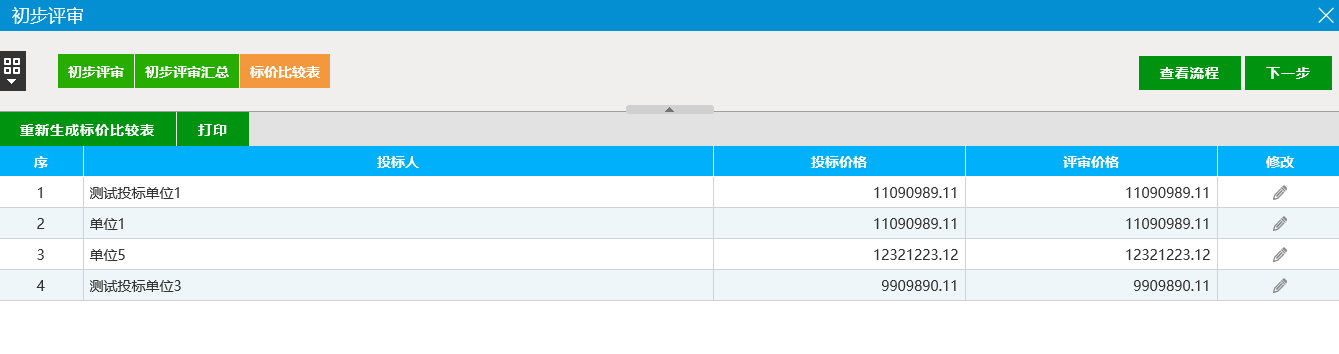 初步评审
初步评审 初步评审汇总 标价比较表 查看流程 下一步
重新生成标价比较表 打印
序 投标人 投标价格 评审价格 修改
1 测试投标单位1 11090989.11 11090989.11
2 单位1 11090989.11 11090989.11
3 单位5 12321223.12 12321223.12
4 测试投标单位3 9909890.11 9909890.11